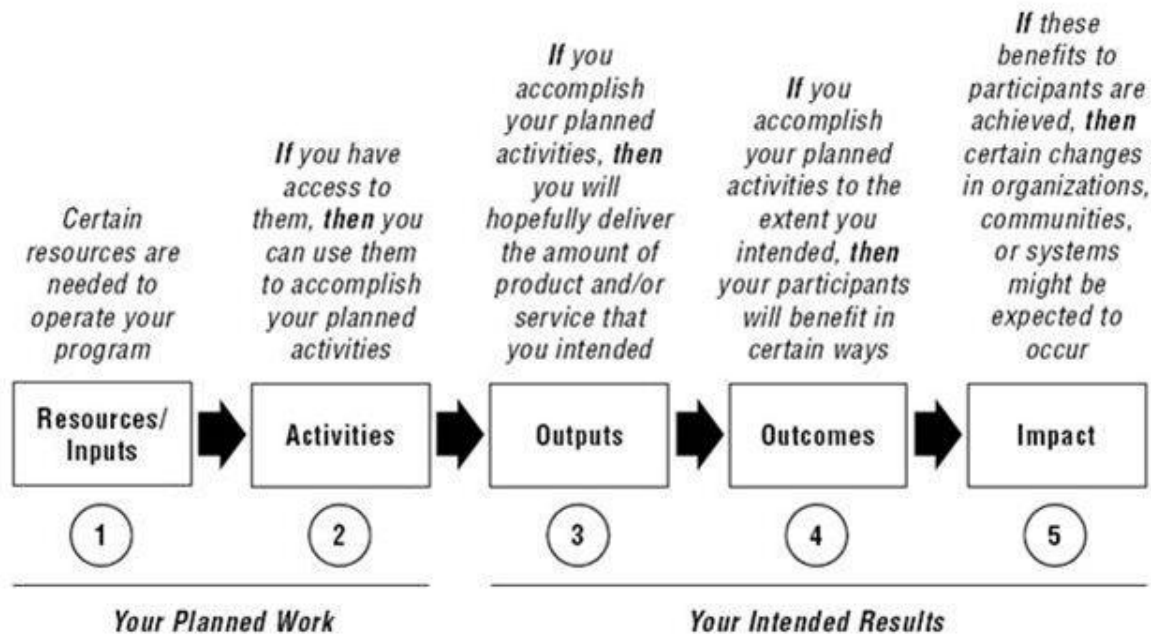 Certain
resources are
needed to
operate your
program
If you have
access to
them, then you
can use them
to accomplish
your planned
activities
If you
accomplish
your planned
activities, then
you will
hopefully deliver
the amount of
product and/or
service that
you intended
If you
accomplish
your planned
activities to the
extent you
intended, then
your participants
will benefit in
certain ways
If these
benefits to
participants are
achieved, then
certain changes
in organizations,
communities,
or systems
might be
expected to
occur
Resources/
Inputs
Activities
Outputs
Outcomes
Impact
1
2
3
4
5
Your Planned Work
Your Intended Results